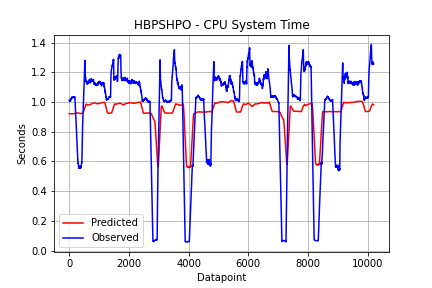 HBPSHPO - CPU System Time
1.4
1.2
1.0
0.8
0.6
0.4
0.2
0.0
Seconds
Predicted
Observed
0 2000 4000 6000 8000 10000
Datapoint